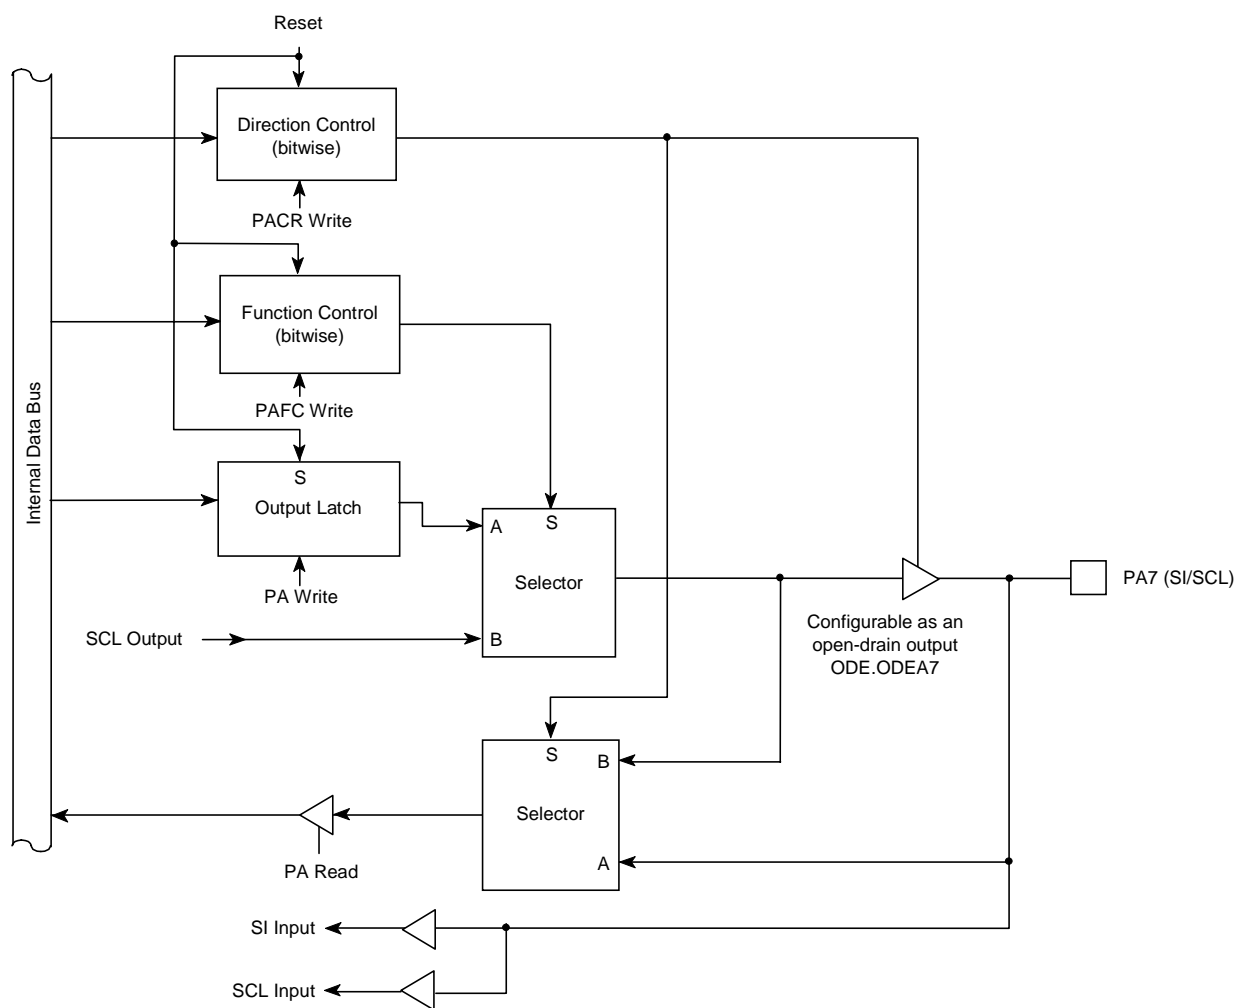 Reset
Direction Control
(bitwise)
PACR Write
Function Control
(bitwise)
PAFC Write
Internal Data Bus
S
Output Latch
PA Write
SCL Output
A
S
Selector
B
PA7 (SI/SCL)
Configurable as an
open-drain output
ODE.ODEA7
S
B
Selector
A
PA Read
SI Input
SCL Input